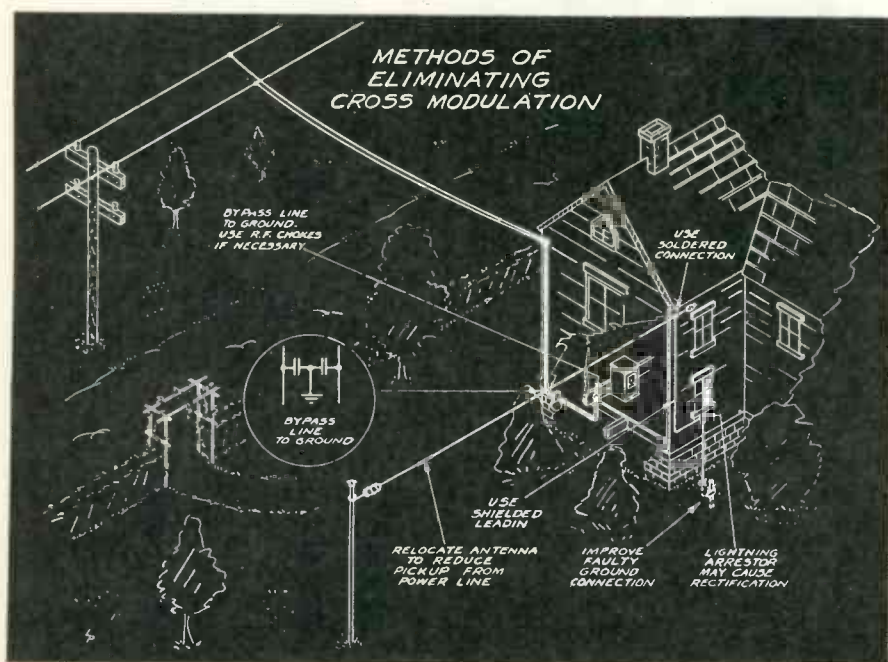 METHODS OF
ELIMINATING
CROSS MODULATION
BYPASS LINE
TO GROUND.
USE R.F. CHOKES
IF NECESSARY
USE
SOLDERED
CONNECTION
BYPASS
LINE
TO GROUND
USE
SHIELDED
LEADIN
RELOCATE ANTENNA
TO REDUCE
PICKUP FROM
POWER LINE
IMPROVE
FAULTY
GROUND
CONNECTION
LIGHTNING
ARRESTOR
MAY CAUSE
RECTIFICATION